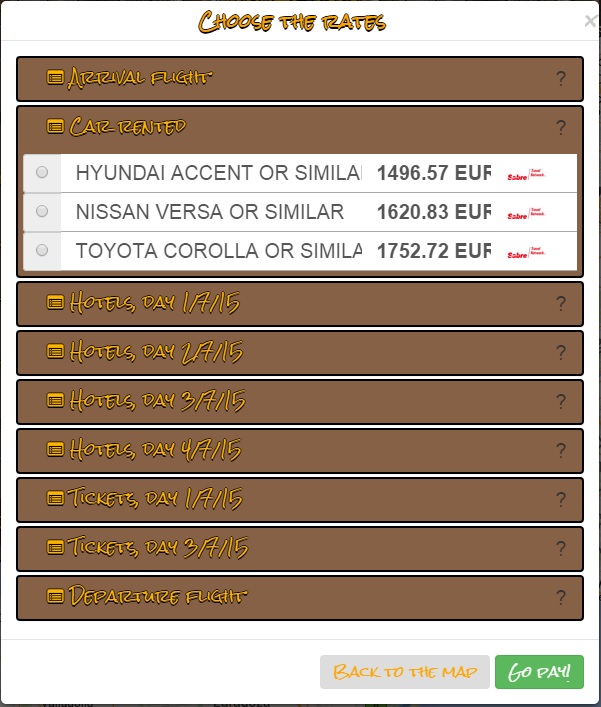 Choose the rates ×
Arrival flight ?
Car rented ?
HYUNDAI ACCENT OR SIMILA 1496.57 EUR Sabre Travel Network.
NISSAN VERSA OR SIMILAR 1620.83 EUR Sabre Travel Network.
TOYOTA COROLLA OR SIMILA 1752.72 EUR Sabre Travel Network.
Hotels, day 1/7/15 ?
Hotels, day 2/7/15 ?
Hotels, day 3/7/15 ?
Hotels, day 4/7/15 ?
Tickets, day 1/7/15 ?
Tickets, day 3/7/15 ?
Departure flight ?
Back to the map Go pay!